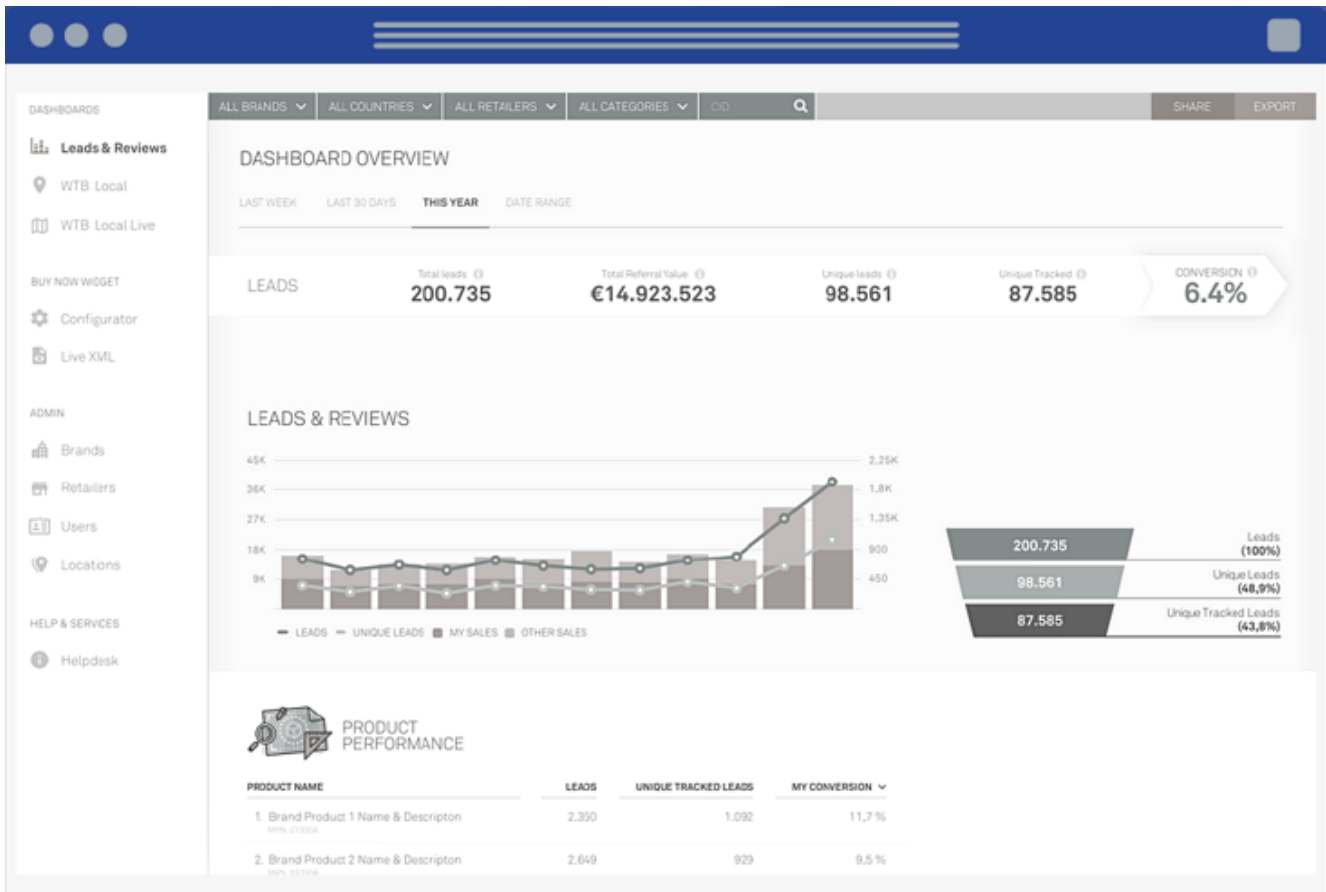 DASHBOARDS
Leads & Reviews
WTB Local
WTB Local Live
BUY NOW WIDGET
Configurator
Live XML
ADMIN
Brands
Retailers
Users
Locations
HELP & SERVICES
Helpdesk
ALL BRANDS ALL COUNTRIES ALL RETAILERS ALL CATEGORIES CID SHARE EXPORT
DASHBOARD OVERVIEW
LAST WEEK LAST 30 DAYS THIS YEAR DATE RANGE
LEADS
Total leads
200.735
Total Referral Value
€14.923.523
Unique leads
98.561
Unique Tracked
87.585
CONVERSION
6.4%
LEADS & REVIEWS
45K 2,25K
36K 1,8K
27K 1,35K
18K 900
9K 450
LEADS UNIQUE LEADS MY SALES OTHER SALES
200.735 Leads
(100%)
98.561 Unique Leads
(48,9%)
87.585 Unique Tracked Leads
(43,8%)
PRODUCT
PERFORMANCE
PRODUCT NAME LEADS UNIQUE TRACKED LEADS MY CONVERSION
1. Brand Product 1 Name & Descripton 2.350 1.092 11,7 %
2. Brand Product 2 Name & Descripton 2.649 929 9,5 %